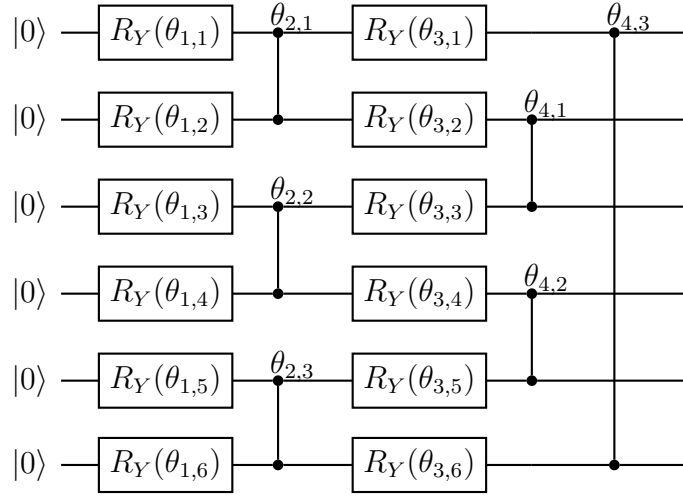 |0⟩ R_Y(θ_{1,1}) θ_{2,1} R_Y(θ_{3,1}) θ_{4,3}
|0⟩ R_Y(θ_{1,2}) R_Y(θ_{3,2}) θ_{4,1}
|0⟩ R_Y(θ_{1,3}) θ_{2,2} R_Y(θ_{3,3})
|0⟩ R_Y(θ_{1,4}) R_Y(θ_{3,4}) θ_{4,2}
|0⟩ R_Y(θ_{1,5}) θ_{2,3} R_Y(θ_{3,5})
|0⟩ R_Y(θ_{1,6}) R_Y(θ_{3,6})